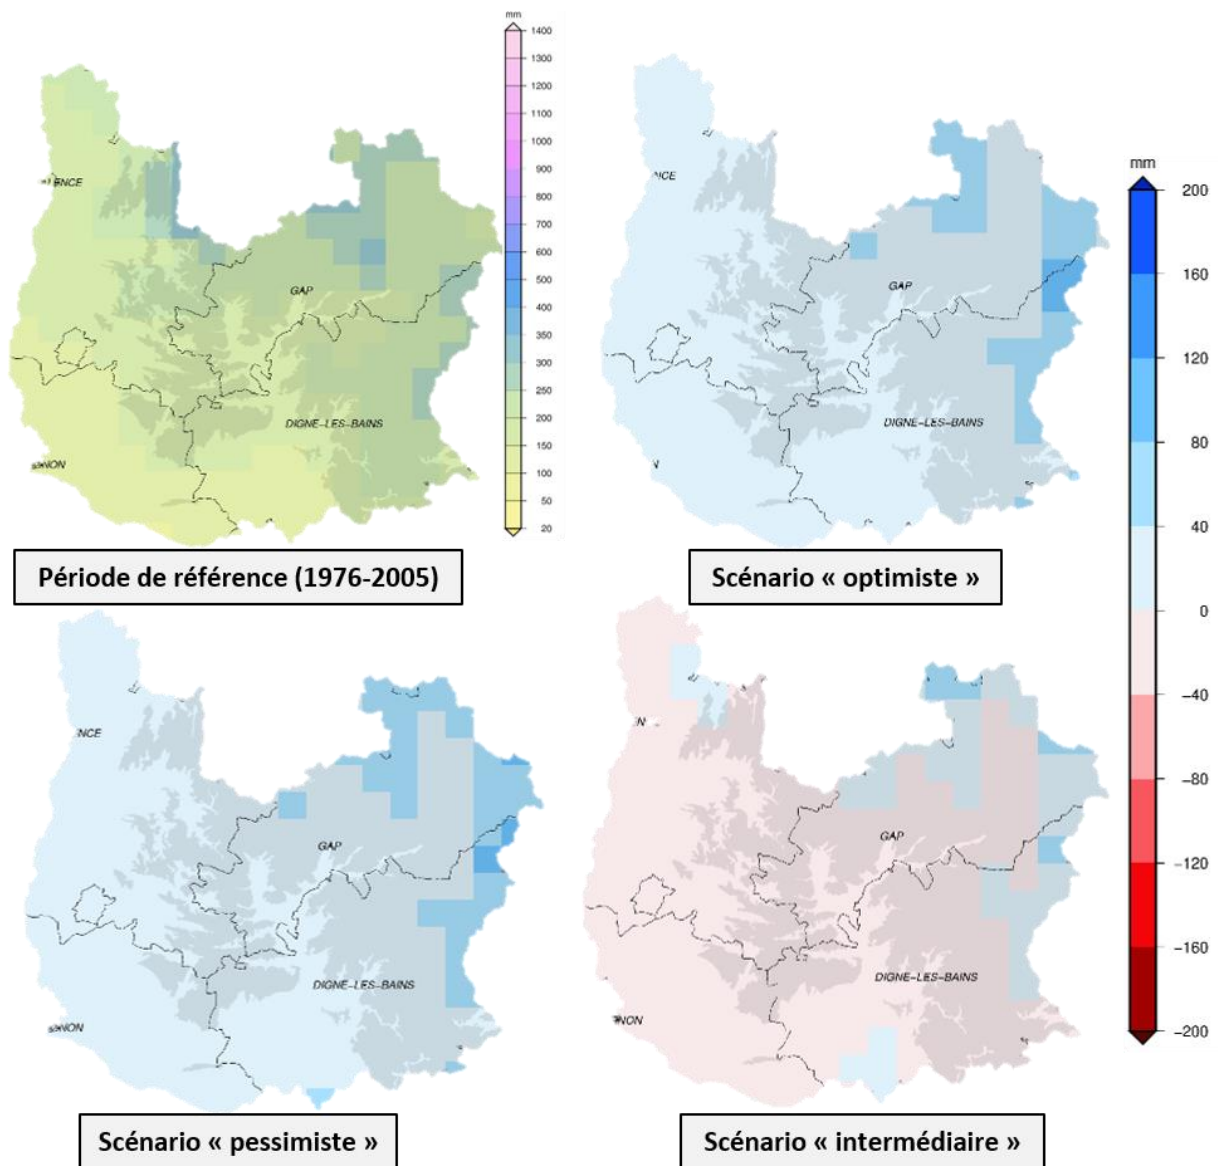 mm
1400
1300
1100
1000
900
800
700
600
500
400
350
300
250
200
150
100
50
20
GAP
DIGNE-LES-BAINS
Période de référence (1976-2005)
NCE
GAP
DIGNE-LES-BAINS
Scénario « optimiste »
mm
200
160
120
80
40
0
-40
-80
-120
-160
-200
NCE
GAP
DIGNE-LES-BAINS
Scénario « pessimiste »
GAP
DIGNE-LES-BAINS
Scénario « intermédiaire »